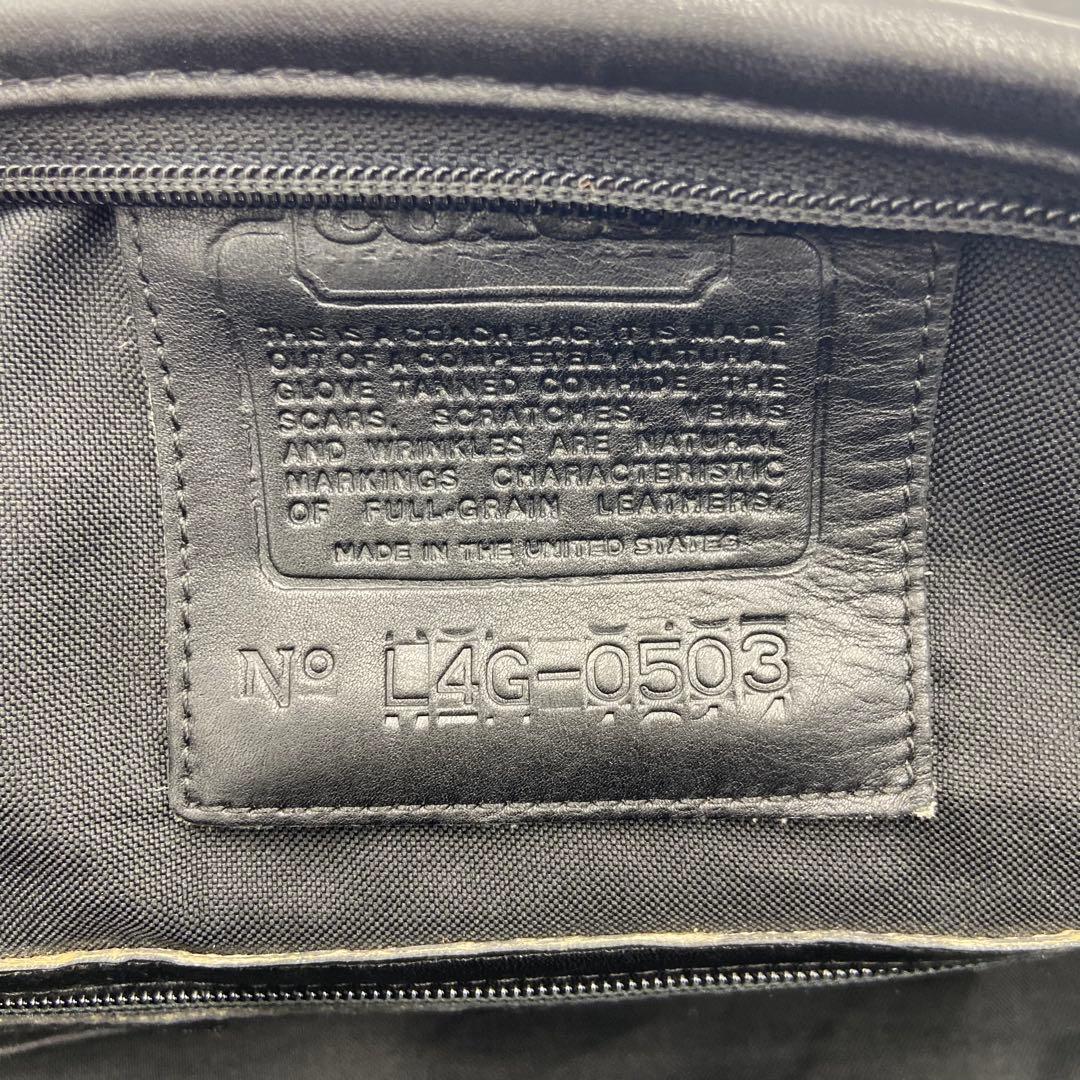 COACH
THIS IS A COACH BAG. IT IS MADE
OUT OF A COMPLETELY NATURAL
GLOVE TANNED COWHIDE, THE
SCARS, SCRATCHES, VEINS
AND WRINKLES ARE NATURAL
MARKINGS CHARACTERISTIC
OF FULL-GRAIN LEATHERS.
MADE IN THE UNITED STATES
Nº L4G-0503